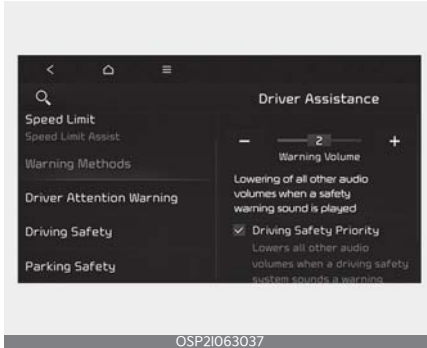 Driver Assistance
Speed Limit
Speed Limit Assist
Warning Methods
Driver Attention Warning
Driving Safety
Parking Safety
− 2 +
Warning Volume
Lowering of all other audio
volumes when a safety
warning sound is played
Driving Safety Priority
Lowers all other audio
volumes when a driving safety
system sounds a warning
OSP2I063037